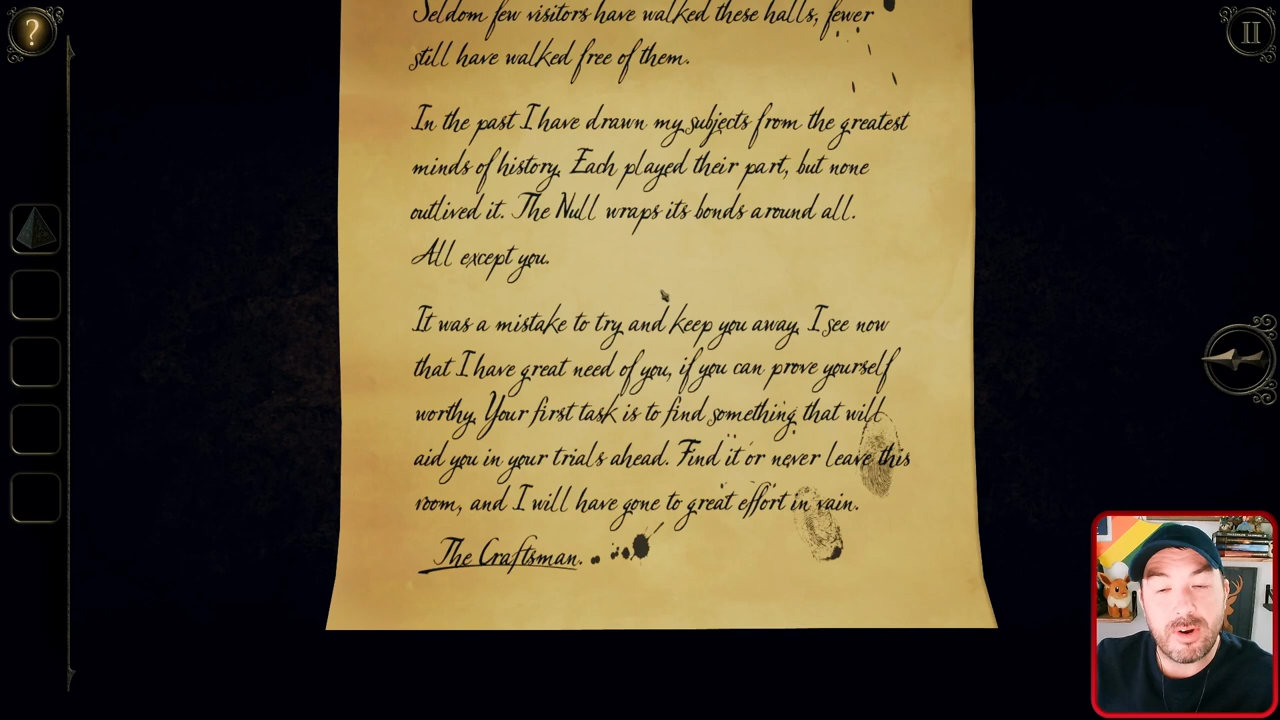 Seldom few visitors have walked these halls, fewer
still have walked free of them.
In the past I have drawn my subjects from the greatest
minds of history. Each played their part, but none
outlived it. The Null wraps its bonds around all.
All except you.
It was a mistake to try and keep you away. I see now
that I have great need of you, if you can prove yourself
worthy. Your first task is to find something that will
aid you in your trials ahead. Find it or never leave this
room, and I will have gone to great effort in vain.
The Craftsman.
?
II